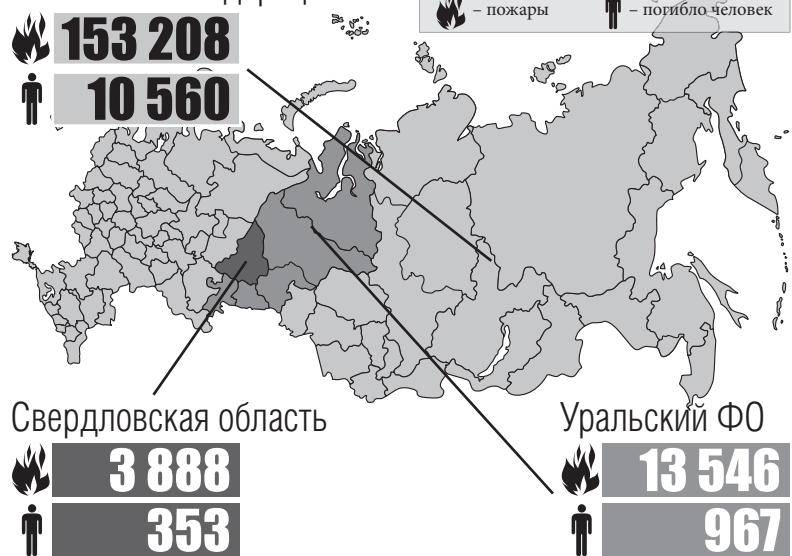 – пожары
– погибло человек
153 208
10 560
Свердловская область
3 888
353
Уральский ФО
13 546
967